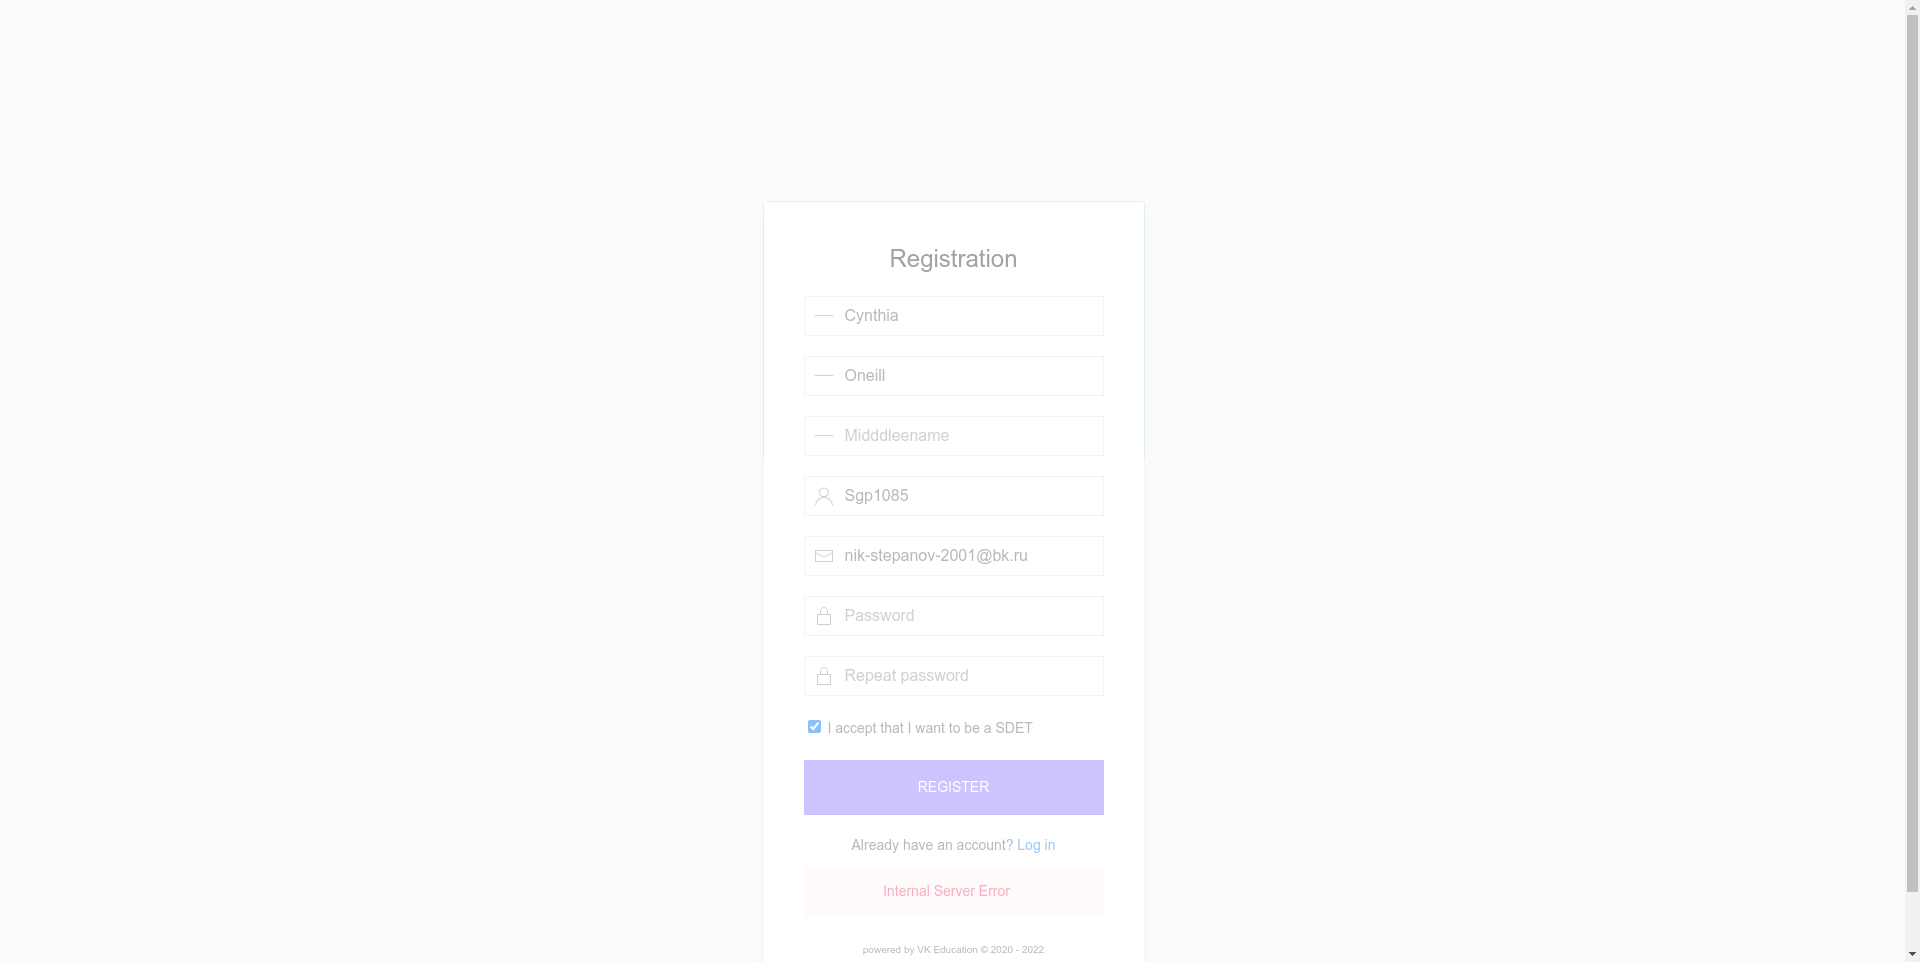 Registration
Cynthia
Oneill
Midddleename
Sgp1085
nik-stepanov-2001@bk.ru
Password
Repeat password
I accept that I want to be a SDET
REGISTER
Already have an account? Log in
Internal Server Error
powered by VK Education © 2020 - 2022